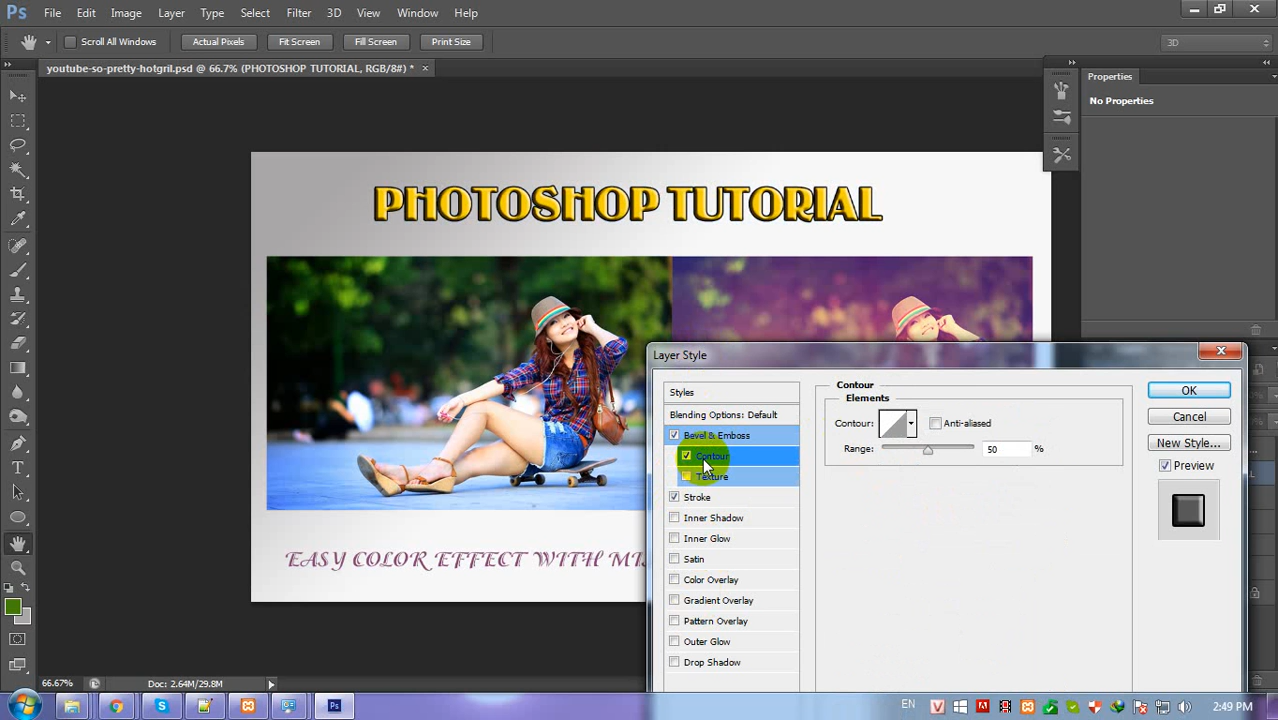 Ps File Edit Image Layer Type Select Filter 3D View Window Help
Scroll All Windows Actual Pixels Fit Screen Fill Screen Print Size 3D
youtube-so-pretty-hotgril.psd @ 66.7% (PHOTOSHOP TUTORIAL, RGB/8#) *
Properties
No Properties
PHOTOSHOP TUTORIAL
Layer Style
Styles
Blending Options: Default
Bevel & Emboss
Contour
Texture
Stroke
Inner Shadow
Inner Glow
Satin
Color Overlay
Gradient Overlay
Pattern Overlay
Outer Glow
Drop Shadow
Contour
Elements
Contour: Anti-aliased
Range: 50 %
OK
Cancel
New Style...
Preview
EASY COLOR EFFECT WITH
66.67% Doc: 2.64M/29.8M
EN 2:49 PM